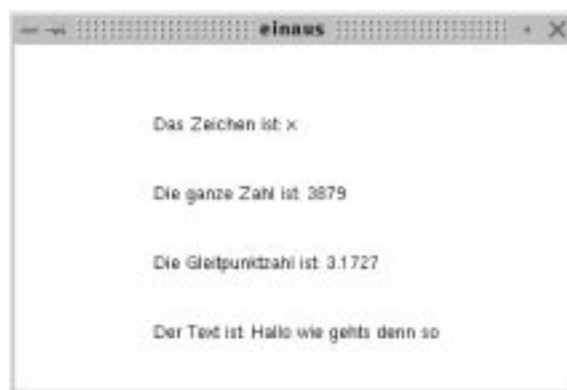 einaus
Das Zeichen ist: x
Die ganze Zahl ist: 3879
Die Gleitpunktzahl ist: 3.1727
Der Text ist: Hallo wie gehts denn so